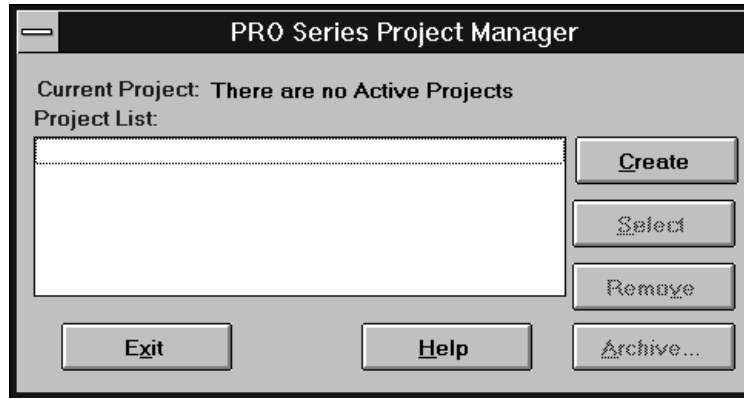 PRO Series Project Manager
Current Project: There are no Active Projects
Project List:
Create
Select
Remove
Exit
Help
Archive...